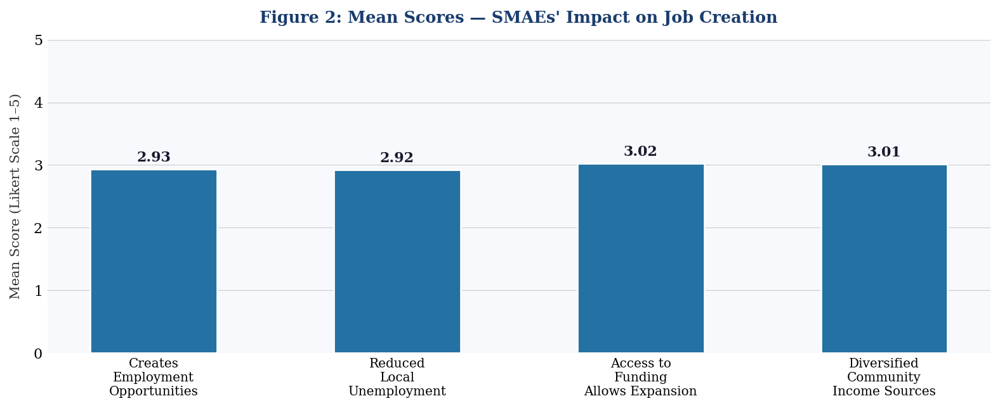 Figure 2: Mean Scores — SMAEs' Impact on Job Creation
Mean Score (Likert Scale 1–5)
5
4
3
2
1
0
2.93
2.92
3.02
3.01
Creates
Employment
Opportunities
Reduced
Local
Unemployment
Access to
Funding
Allows Expansion
Diversified
Community
Income Sources